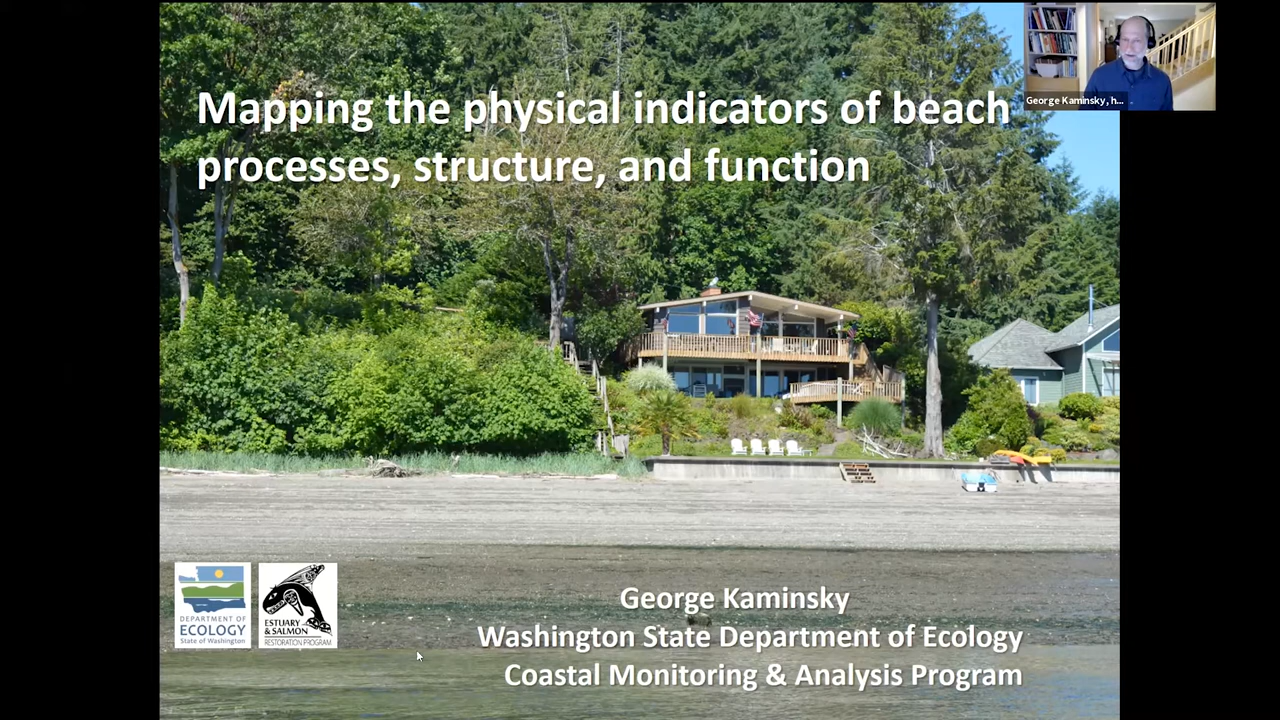 Mapping the physical indicators of beach
processes, structure, and function
George Kaminsky, h...
DEPARTMENT OF
ECOLOGY
State of Washington
ESTUARY
& SALMON
RESTORATION PROGRAM
George Kaminsky
Washington State Department of Ecology
Coastal Monitoring & Analysis Program